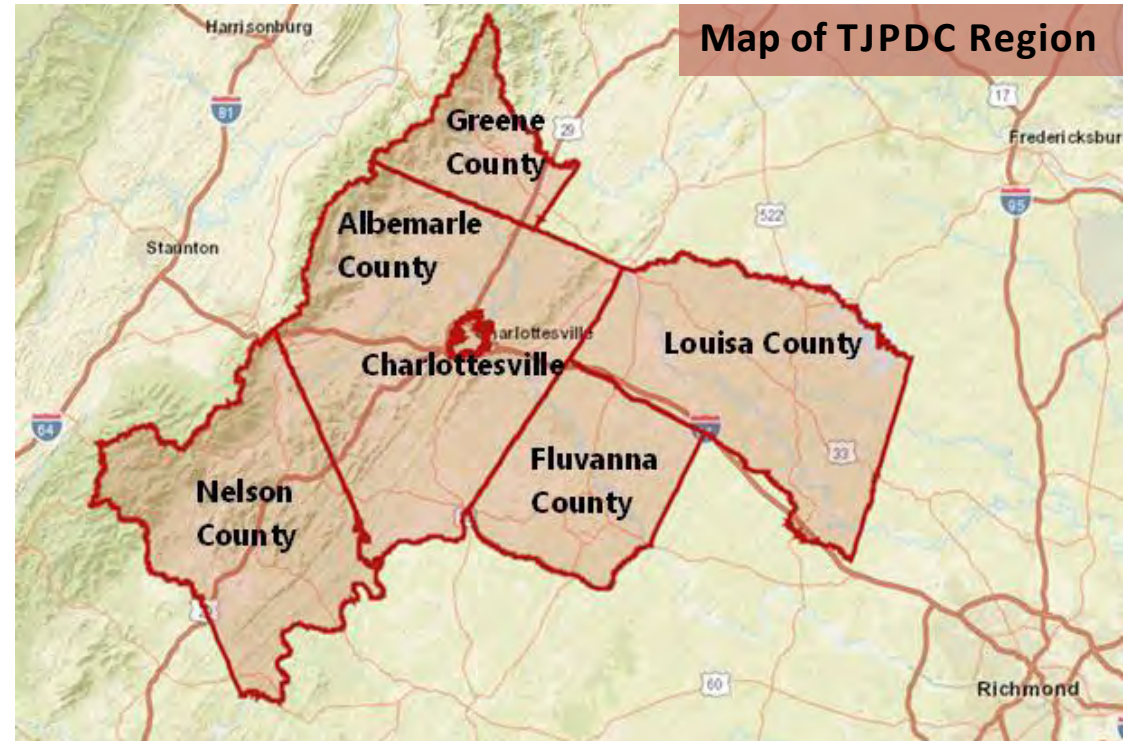 Map of TJPDC Region
Harrisonburg
81
Greene
County
29
17
Fredericksbur
Albemarle
County
522
95
Staunton
arlottesville
Charlottesville
Louisa County
64
33
Fluvanna
County
Nelson
County
60
Richmond